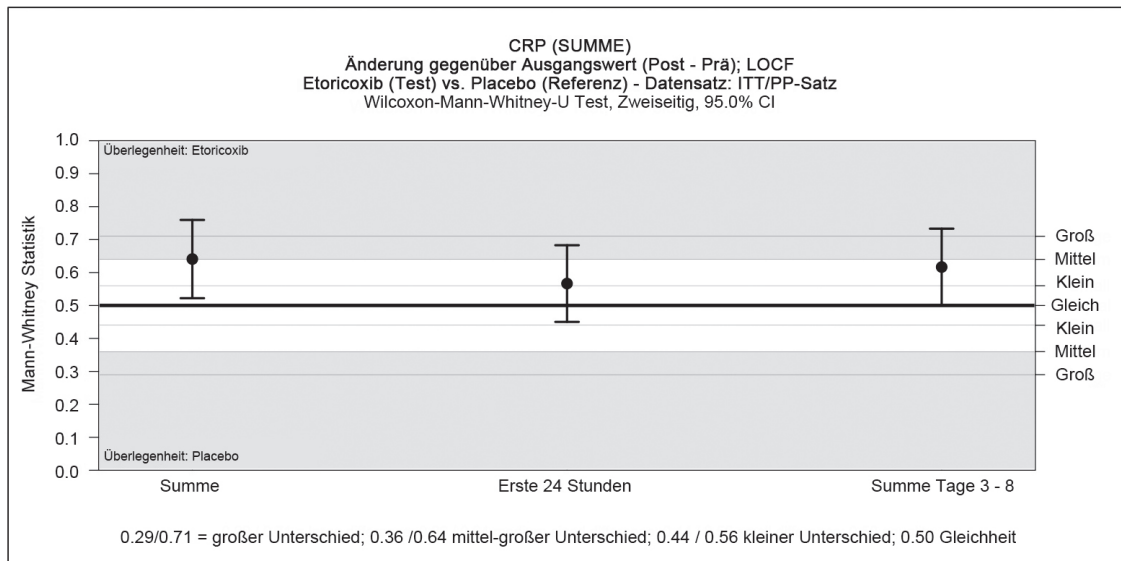 CRP (SUMME)
Änderung gegenüber Ausgangswert (Post - Prä); LOCF
Etoricoxib (Test) vs. Placebo (Referenz) - Datensatz: ITT/PP-Satz
Wilcoxon-Mann-Whitney-U Test, Zweiseitig, 95.0% CI
Mann-Whitney Statistik
1.0
0.9
0.8
0.7
0.6
0.5
0.4
0.3
0.2
0.1
0.0
Überlegenheit: Etoricoxib
Überlegenheit: Placebo
Groß
Mittel
Klein
Gleich
Klein
Mittel
Groß
Summe
Erste 24 Stunden
Summe Tage 3 - 8
0.29/0.71 = großer Unterschied; 0.36 /0.64 mittel-großer Unterschied; 0.44 / 0.56 kleiner Unterschied; 0.50 Gleichheit